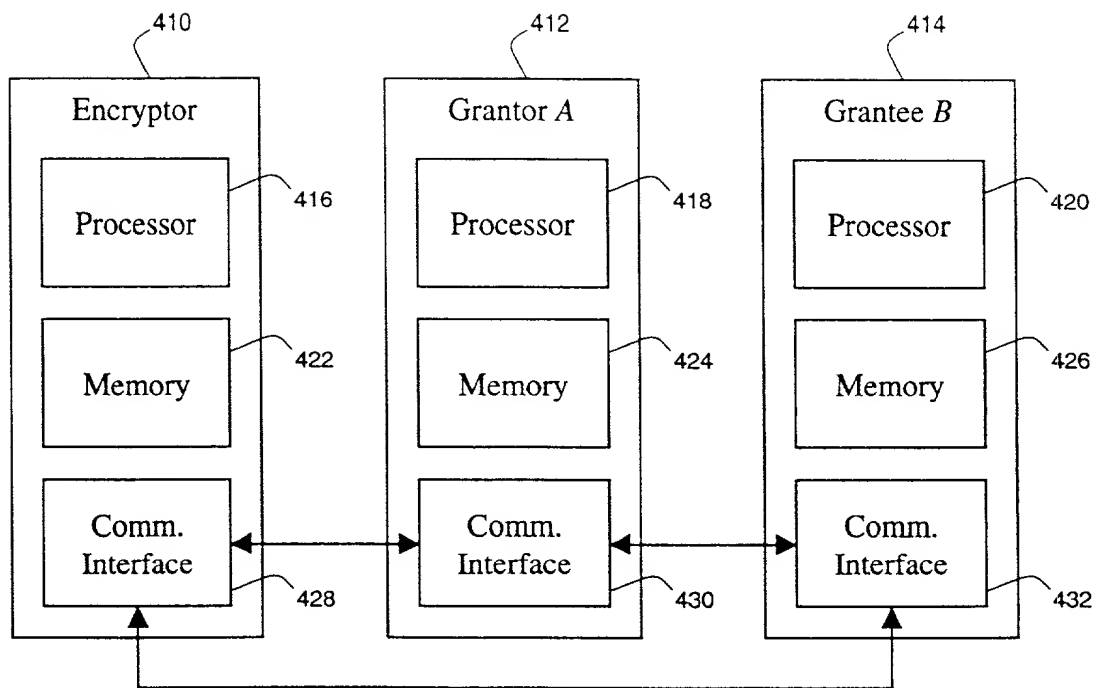 410
412
414
Encryptor
Grantor A
Grantee B
Processor
416
Processor
418
Processor
420
Memory
422
Memory
424
Memory
426
Comm.
Interface
428
Comm.
Interface
430
Comm.
Interface
432